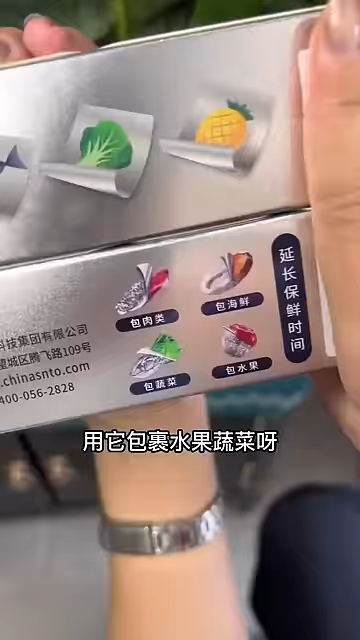 延长保鲜时间
包肉类
包海鲜
包蔬菜
包水果
科技集团有限公司
望城区腾飞路109号
.chinasnto.com
400-056-2828
用它包裹水果蔬菜呀